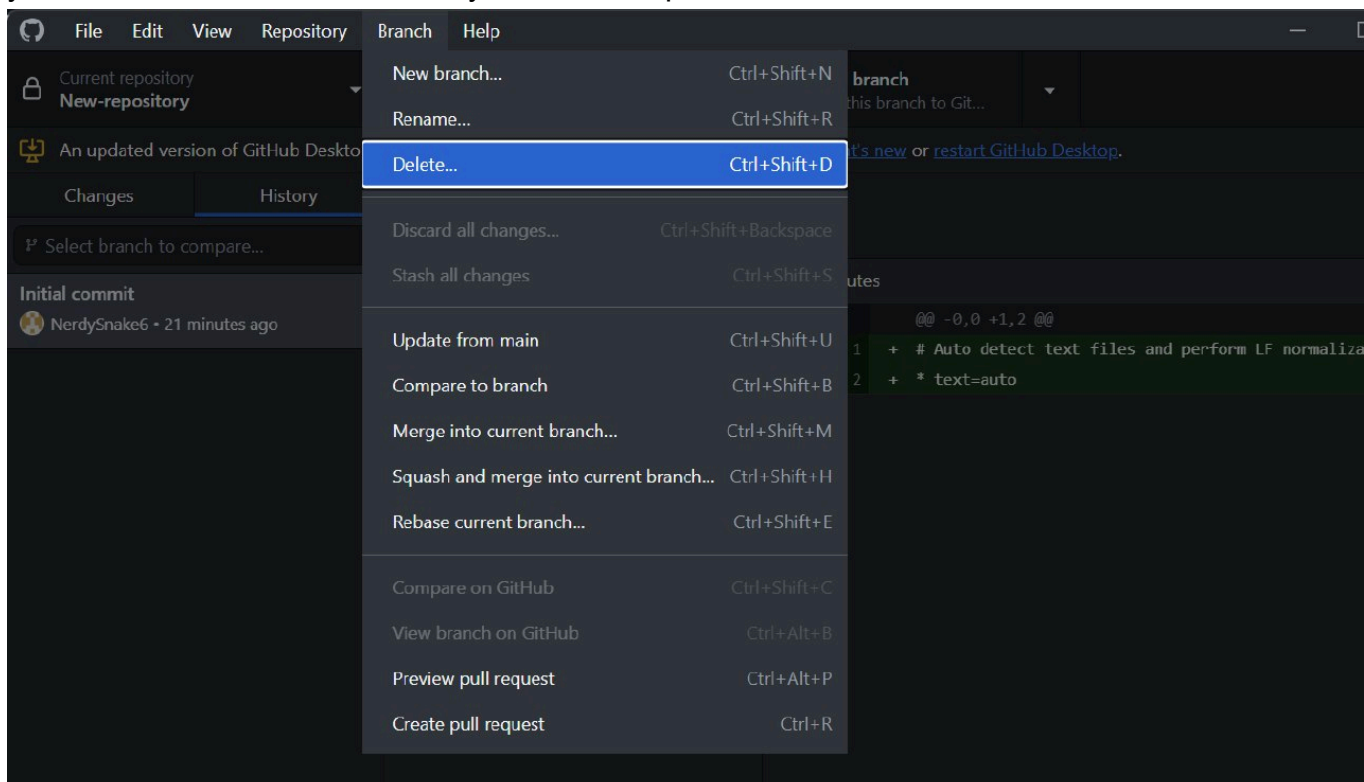 File Edit View Repository Branch Help
Current repository
New-repository
branch
this branch to Git...
An updated version of GitHub Deskto
t's new or restart GitHub Desktop.
Changes History
Select branch to compare...
Initial commit
NerdySnake6 • 21 minutes ago
New branch... Ctrl+Shift+N
Rename... Ctrl+Shift+R
Delete... Ctrl+Shift+D
Discard all changes... Ctrl+Shift+Backspace
Stash all changes Ctrl+Shift+S
Update from main Ctrl+Shift+U
Compare to branch Ctrl+Shift+B
Merge into current branch... Ctrl+Shift+M
Squash and merge into current branch... Ctrl+Shift+H
Rebase current branch... Ctrl+Shift+E
Compare on GitHub Ctrl+Shift+C
View branch on GitHub Ctrl+Alt+B
Preview pull request Ctrl+Alt+P
Create pull request Ctrl+R
utes
@@ -0,0 +1,2 @@
1 + # Auto detect text files and perform LF normaliza
2 + * text=auto